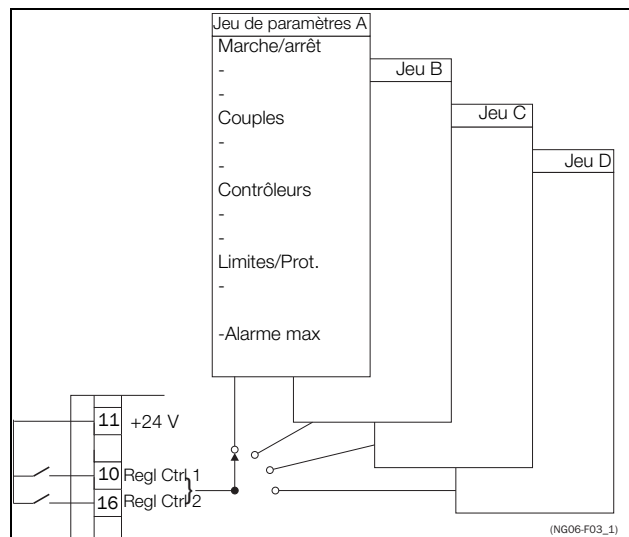 Jeu de paramètres A
Marche/arrêt
-
-
Couples
-
-
Contrôleurs
-
-
Limites/Prot.
-
-Alarme max
Jeu B
Jeu C
Jeu D
11 +24 V
10 Regl Ctrl 1
16 Regl Ctrl 2
(NG06-F03_1)